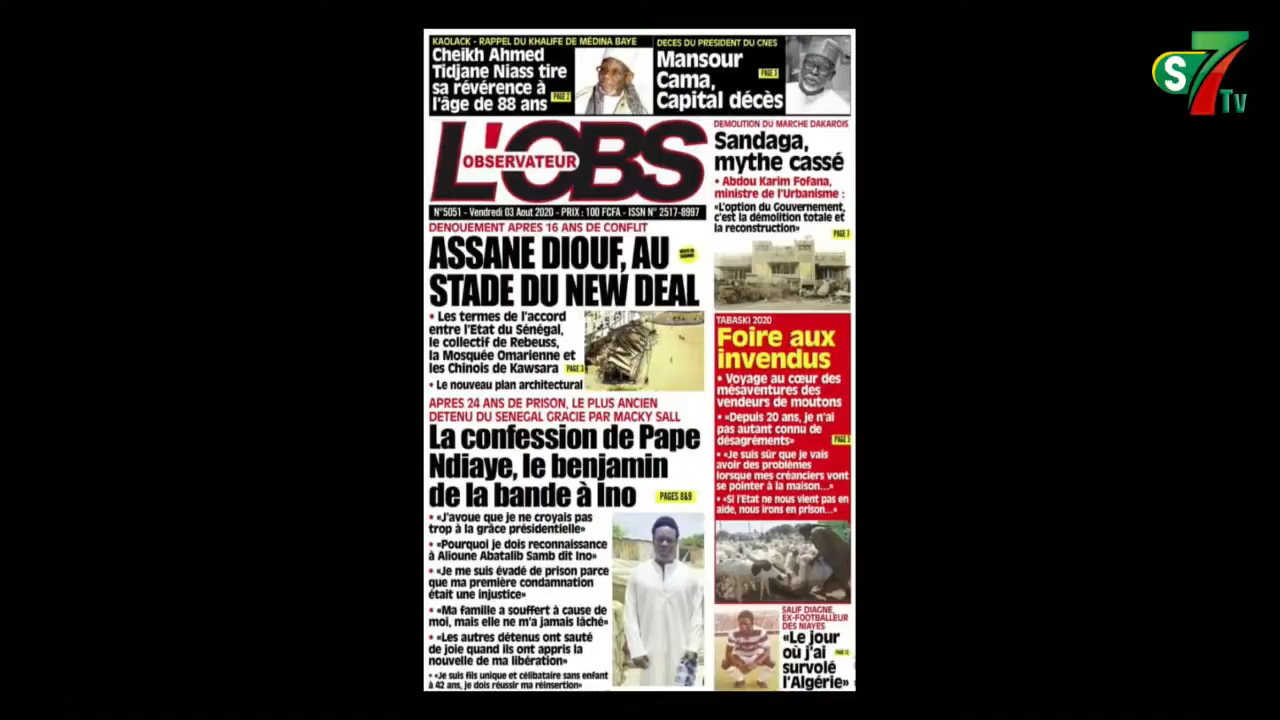 KAOLACK - RAPPEL DU KHALIFE DE MÉDINA BAYE
Cheikh Ahmed
Tidjane Niass tire
sa révérence à
l'âge de 88 ans
PAGE 2
DECES DU PRESIDENT DU CNES
Mansour
Cama,
Capital décès
PAGE 3
S7 Tv
L'OBS
OBSERVATEUR
N°5051 - Vendredi 03 Aout 2020 - PRIX : 100 FCFA - ISSN N° 2517-8997
DEMOLITION DU MARCHE DAKAROIS
Sandaga,
mythe cassé
• Abdou Karim Fofana,
ministre de l'Urbanisme :
«L'option du Gouvernement,
c'est la démolition totale et
la reconstruction»
PAGE 7
DENOUEMENT APRES 16 ANS DE CONFLIT
ASSANE DIOUF, AU
STADE DU NEW DEAL
• Les termes de l'accord
entre l'Etat du Sénégal,
le collectif de Rebeuss,
la Mosquée Omarienne et
les Chinois de Kawsara
PAGE 3
• Le nouveau plan architectural
APRES 24 ANS DE PRISON, LE PLUS ANCIEN
DETENU DU SENEGAL GRACIE PAR MACKY SALL
La confession de Pape
Ndiaye, le benjamin
de la bande à Ino
PAGES 8&9
• «J'avoue que je ne croyais pas
trop à la grâce présidentielle»
• «Pourquoi je dois reconnaissance
à Alioune Abatalib Samb dit Ino»
• «Je me suis évadé de prison parce
que ma première condamnation
était une injustice»
• «Ma famille a souffert à cause de
moi, mais elle ne m'a jamais lâché»
• «Les autres détenus ont sauté
de joie quand ils ont appris la
nouvelle de ma libération»
• «Je suis fils unique et célibataire sans enfant
à 42 ans, je dois réussir ma réinsertion»
TABASKI 2020
Foire aux
invendus
• Voyage au cœur des
mésaventures des
vendeurs de moutons
• «Depuis 20 ans, je n'ai
pas autant connu de
désagréments»
PAGE 5
• «Je suis sûr que je vais
avoir des problèmes
lorsque mes créanciers vont
se pointer à la maison...»
• «Si l'Etat ne nous vient pas en
aide, nous irons en prison...»
SALIF DIAGNE,
EX-FOOTBALLEUR
DES NIAYES
«Le jour
où j'ai
survolé
l'Algérie»